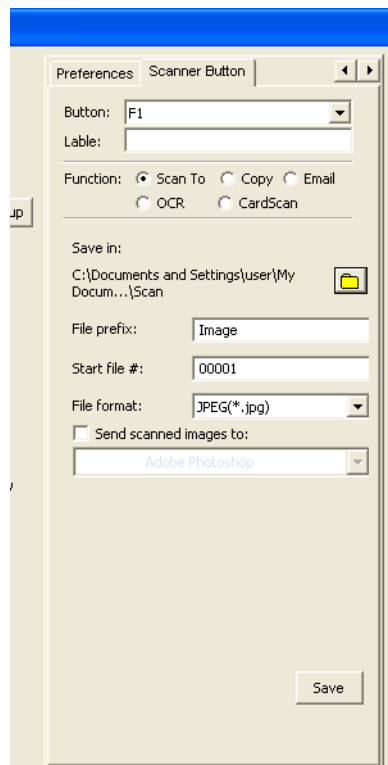 Preferences Scanner Button
Button: F1
Lable:
Function: Scan To Copy Email
up
OCR CardScan
Save in:
C:\Documents and Settings\user\My
Docum...\Scan
File prefix: Image
Start file #: 00001
File format: JPEG(*.jpg)
Send scanned images to:
Adobe Photoshop
Save